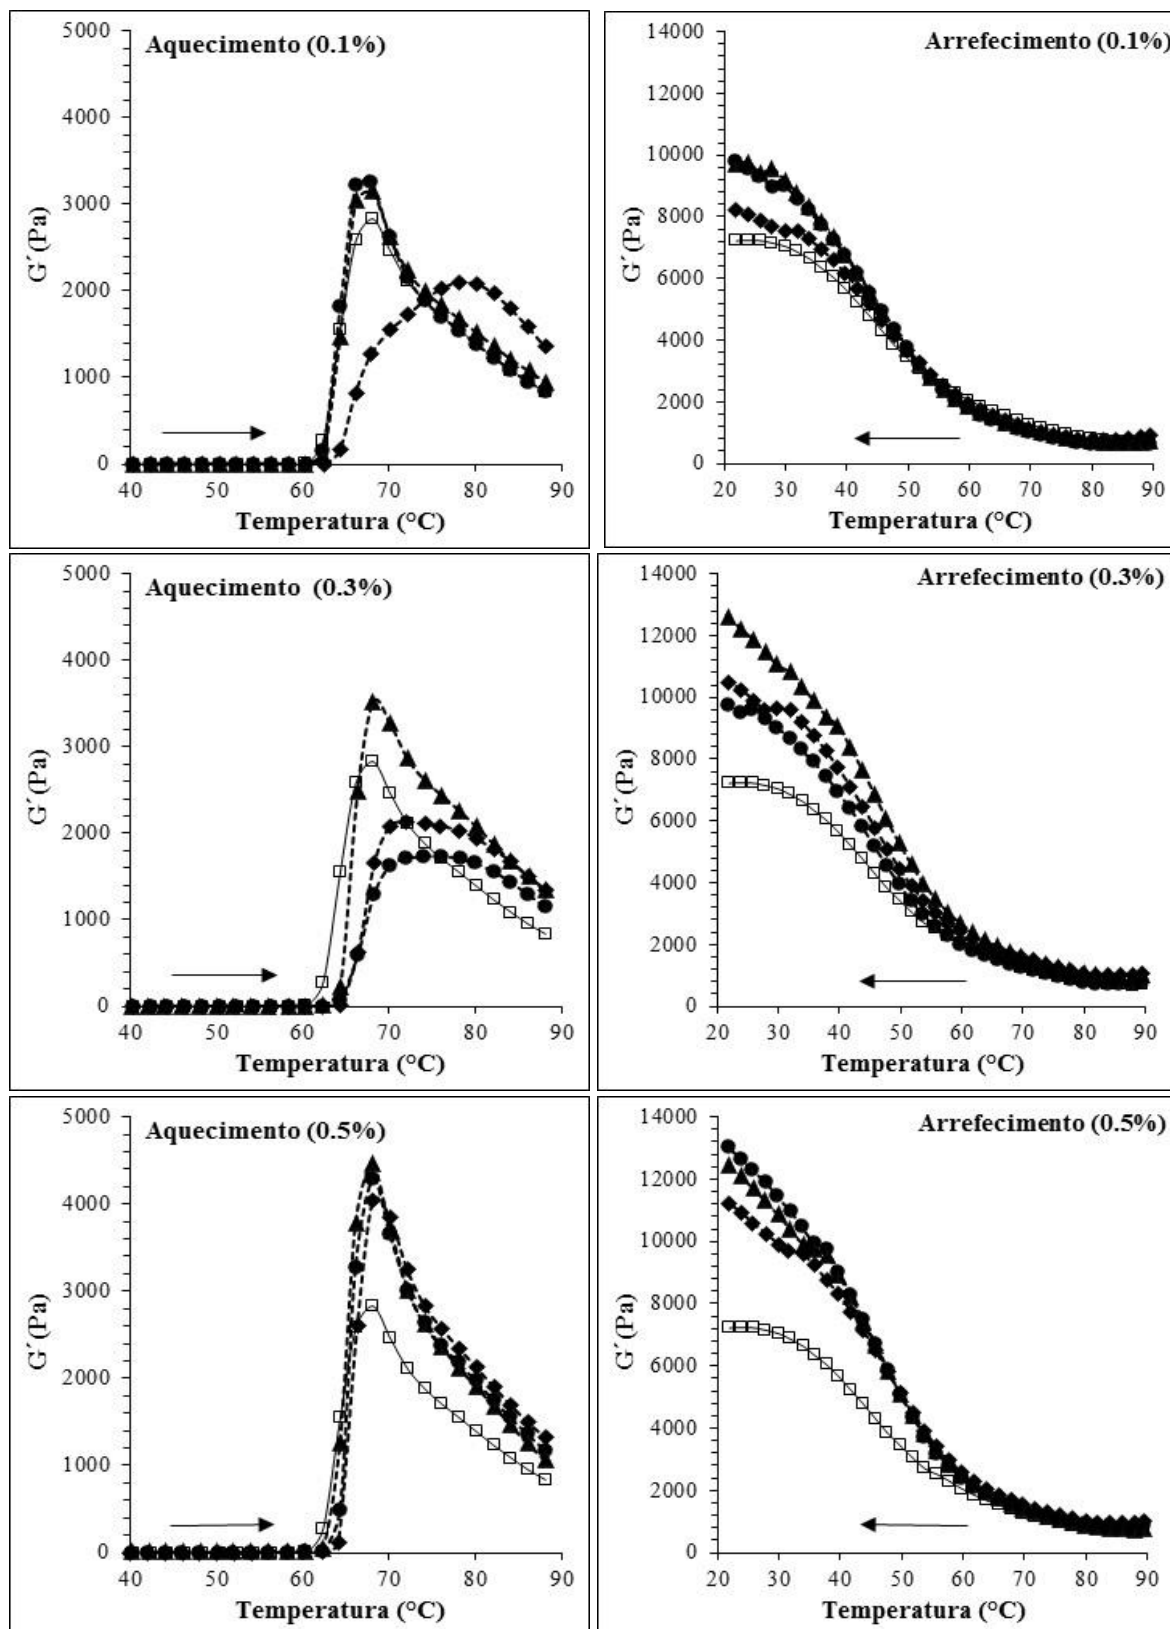 Aquecimento (0.1%)
5000
4000
3000
2000
1000
0
G´(Pa)
40 50 60 70 80 90
Temperatura (°C)
Arrefecimento (0.1%)
14000
12000
10000
8000
6000
4000
2000
0
G´(Pa)
20 30 40 50 60 70 80 90
Temperatura (°C)
Aquecimento (0.3%)
5000
4000
3000
2000
1000
0
G´(Pa)
40 50 60 70 80 90
Temperatura (°C)
Arrefecimento (0.3%)
14000
12000
10000
8000
6000
4000
2000
0
G´(Pa)
20 30 40 50 60 70 80 90
Temperatura (°C)
Aquecimento (0.5%)
5000
4000
3000
2000
1000
0
G´(Pa)
40 50 60 70 80 90
Temperatura (°C)
Arrefecimento (0.5%)
14000
12000
10000
8000
6000
4000
2000
0
G´(Pa)
20 30 40 50 60 70 80 90
Temperatura (°C)